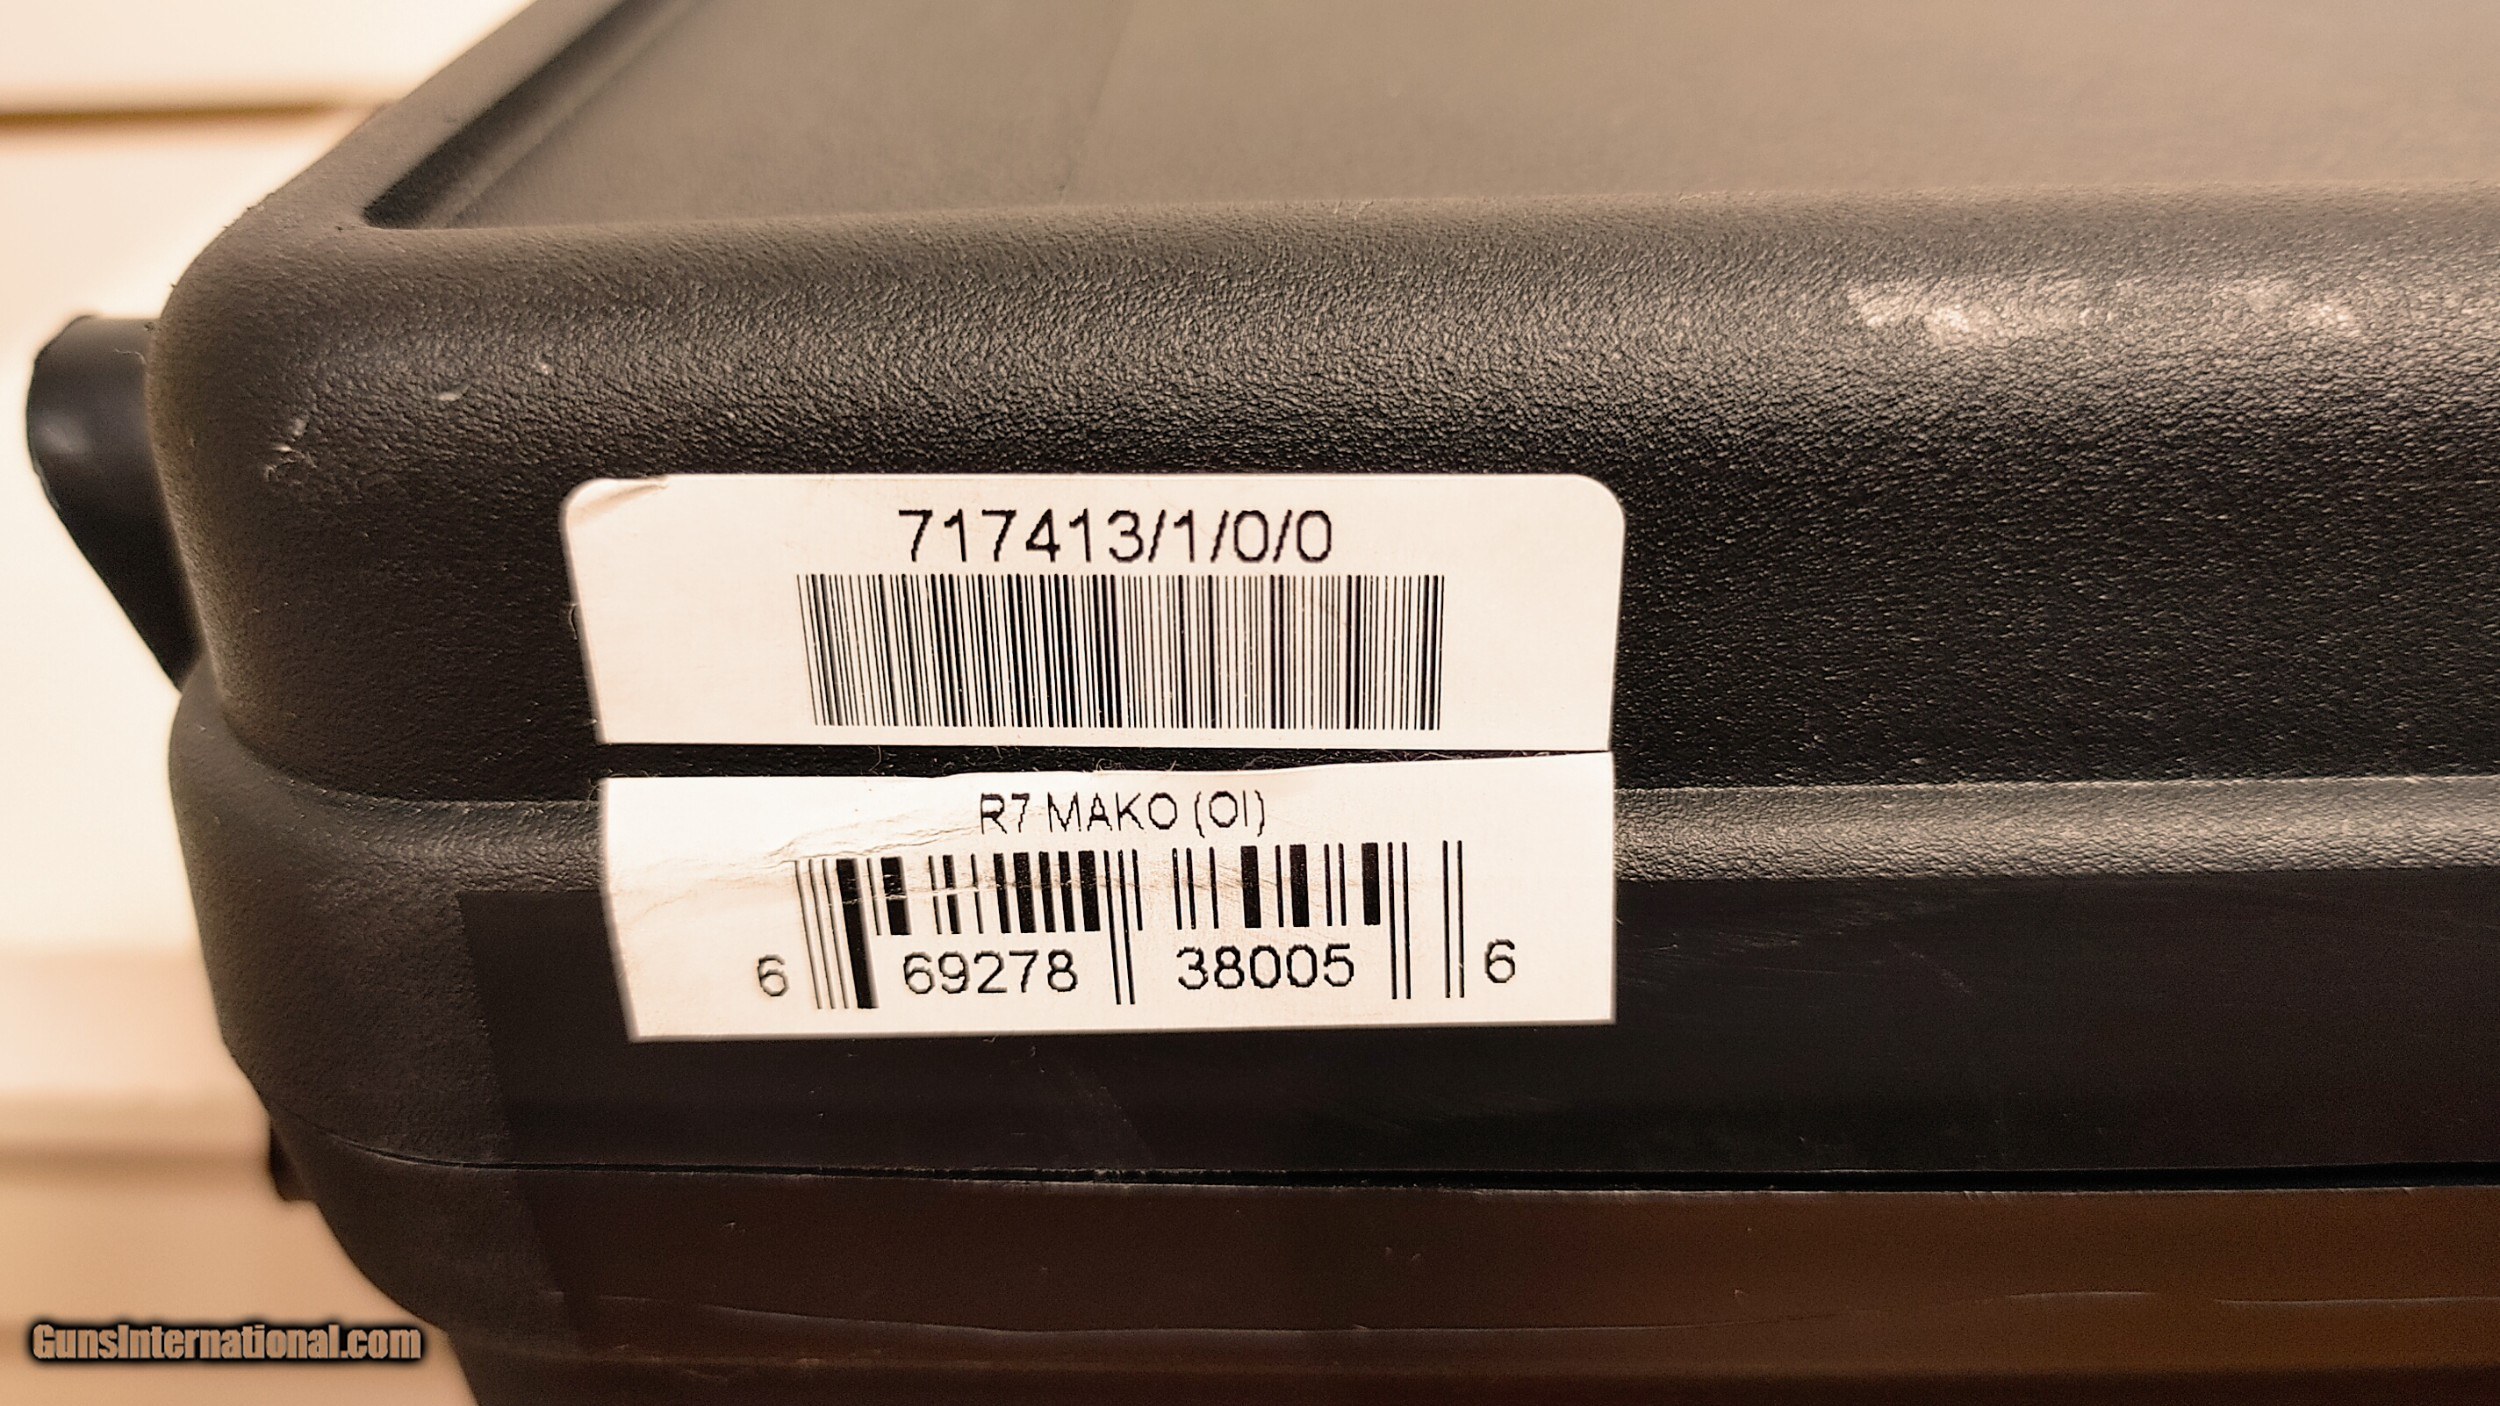 717413/1/0/0
R7 MAKO (OI)
6 69278 38005 6
GunsInternational.com